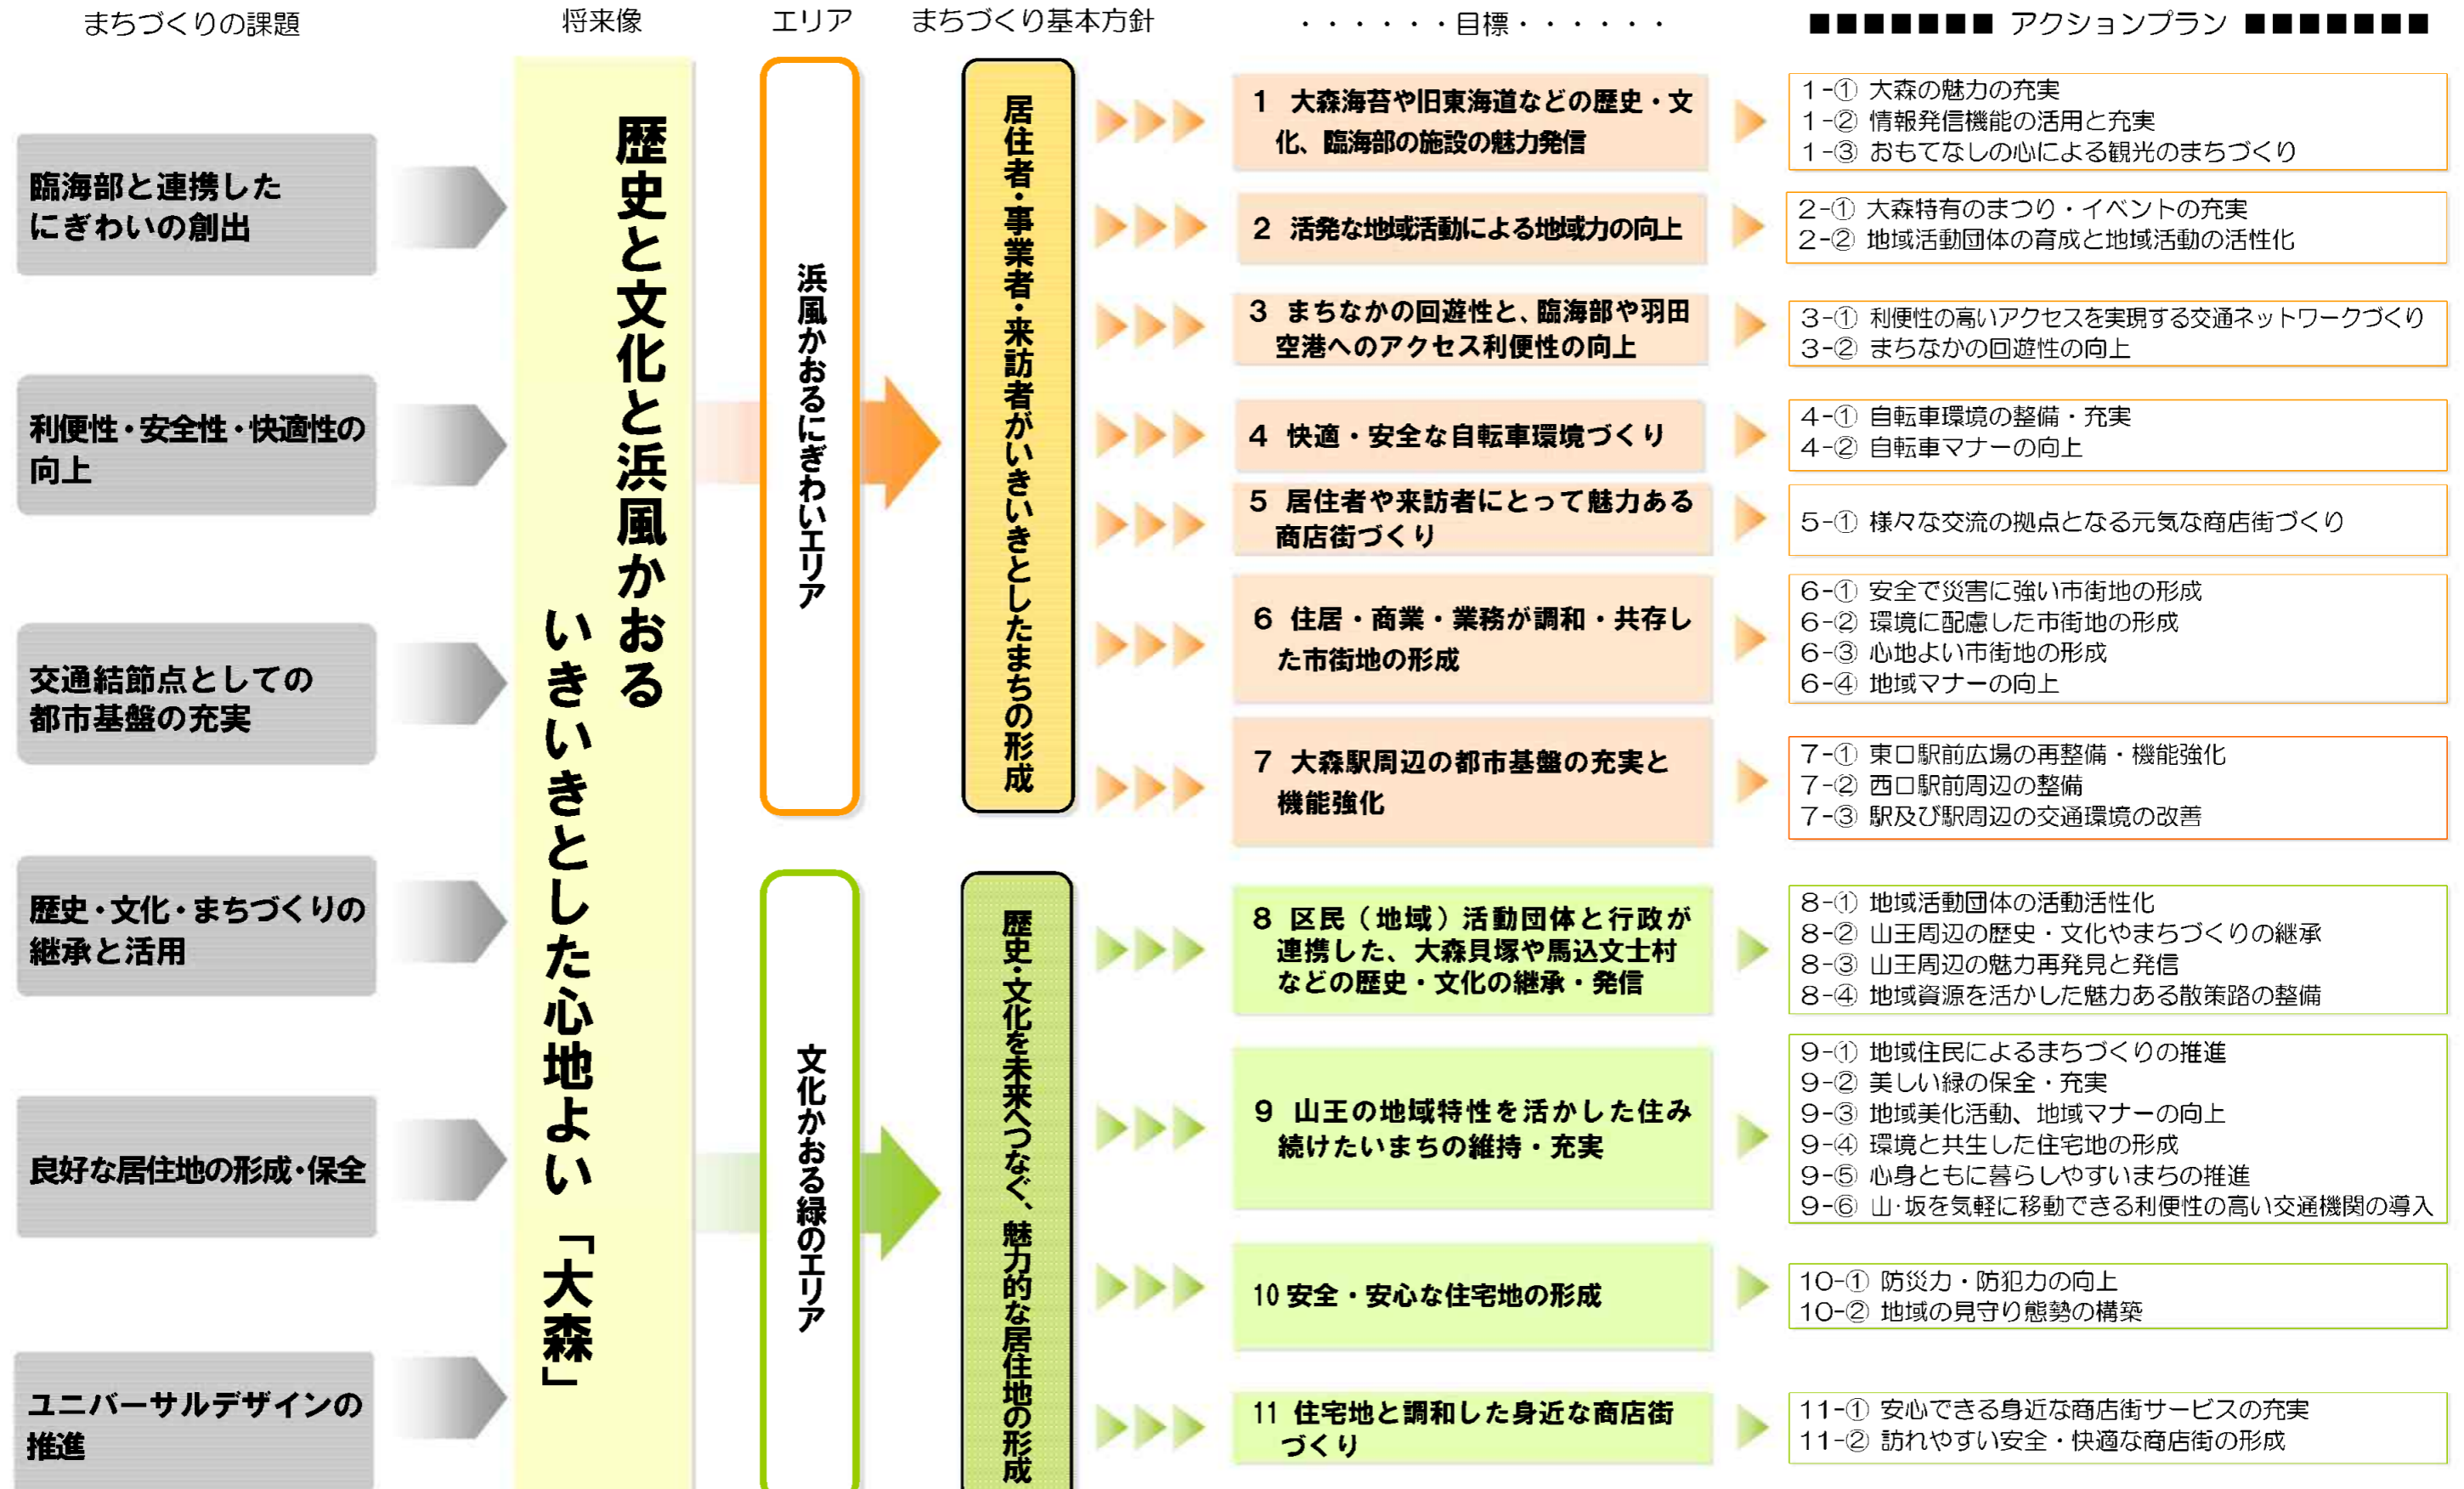 まちづくりの課題
将来像
エリア
まちづくり基本方針
・・・・・・目標・・・・・・
■■■■■■■ アクションプラン ■■■■■■■
臨海部と連携した
にぎわいの創出
利便性・安全性・快適性の
向上
交通結節点としての
都市基盤の充実
歴史・文化・まちづくりの
継承と活用
良好な居住地の形成・保全
ユニバーサルデザインの
推進
歴史と文化と浜風かおる
いきいきとした心地よい「大森」
浜風かおるにぎわいエリア
居住者・事業者・来訪者がいきいきとしたまちの形成
1 大森海苔や旧東海道などの歴史・文
化、臨海部の施設の魅力発信
1-① 大森の魅力の充実
1-② 情報発信機能の活用と充実
1-③ おもてなしの心による観光のまちづくり
2 活発な地域活動による地域力の向上
2-① 大森特有のまつり・イベントの充実
2-② 地域活動団体の育成と地域活動の活性化
3 まちなかの回遊性と、臨海部や羽田
空港へのアクセス利便性の向上
3-① 利便性の高いアクセスを実現する交通ネットワークづくり
3-② まちなかの回遊性の向上
4 快適・安全な自転車環境づくり
4-① 自転車環境の整備・充実
4-② 自転車マナーの向上
5 居住者や来訪者にとって魅力ある
商店街づくり
5-① 様々な交流の拠点となる元気な商店街づくり
6 住居・商業・業務が調和・共存し
た市街地の形成
6-① 安全で災害に強い市街地の形成
6-② 環境に配慮した市街地の形成
6-③ 心地よい市街地の形成
6-④ 地域マナーの向上
7 大森駅周辺の都市基盤の充実と
機能強化
7-① 東口駅前広場の再整備・機能強化
7-② 西口駅前周辺の整備
7-③ 駅及び駅周辺の交通環境の改善
文化かおる緑のエリア
歴史・文化を未来へつなぐ、魅力的な居住地の形成
8 区民（地域）活動団体と行政が
連携した、大森貝塚や馬込文士村
などの歴史・文化の継承・発信
8-① 地域活動団体の活動活性化
8-② 山王周辺の歴史・文化やまちづくりの継承
8-③ 山王周辺の魅力再発見と発信
8-④ 地域資源を活かした魅力ある散策路の整備
9 山王の地域特性を活かした住み
続けたいまちの維持・充実
9-① 地域住民によるまちづくりの推進
9-② 美しい緑の保全・充実
9-③ 地域美化活動、地域マナーの向上
9-④ 環境と共生した住宅地の形成
9-⑤ 心身ともに暮らしやすいまちの推進
9-⑥ 山・坂を気軽に移動できる利便性の高い交通機関の導入
10 安全・安心な住宅地の形成
10-① 防災力・防犯力の向上
10-② 地域の見守り態勢の構築
11 住宅地と調和した身近な商店街
づくり
11-① 安心できる身近な商店街サービスの充実
11-② 訪れやすい安全・快適な商店街の形成